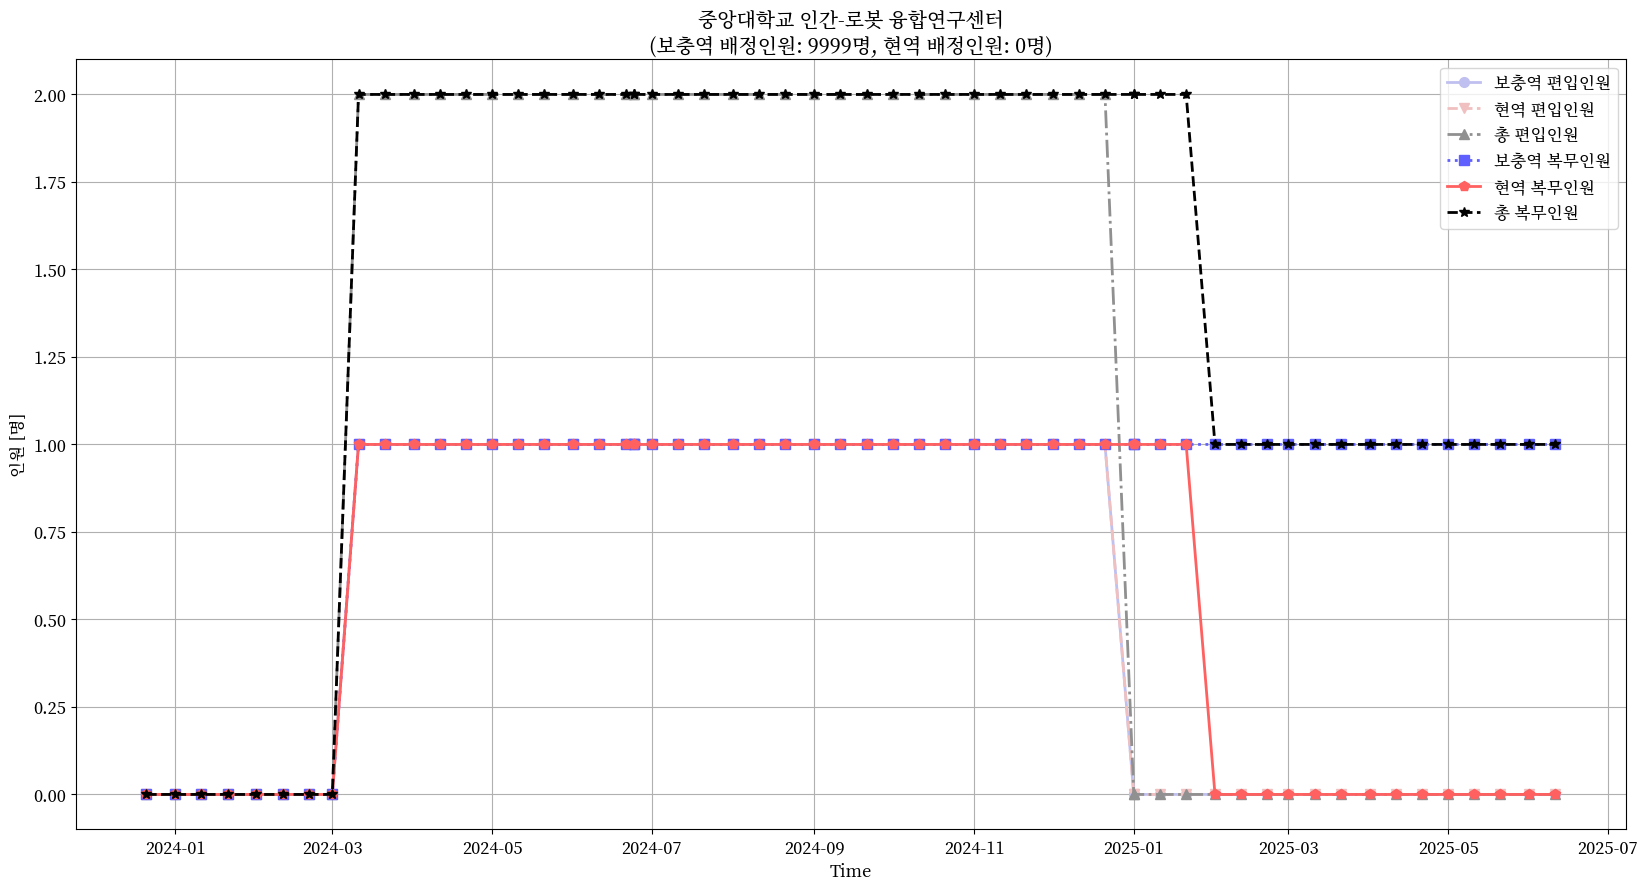 중앙대학교 인간-로봇 융합연구센터
(보충역 배정인원: 9999명, 현역 배정인원: 0명)
보충역 편입인원
현역 편입인원
총 편입인원
보충역 복무인원
현역 복무인원
총 복무인원
인원 [명]
2.00
1.75
1.50
1.25
1.00
0.75
0.50
0.25
0.00
2024-01
2024-03
2024-05
2024-07
2024-09
2024-11
2025-01
2025-03
2025-05
2025-07
Time